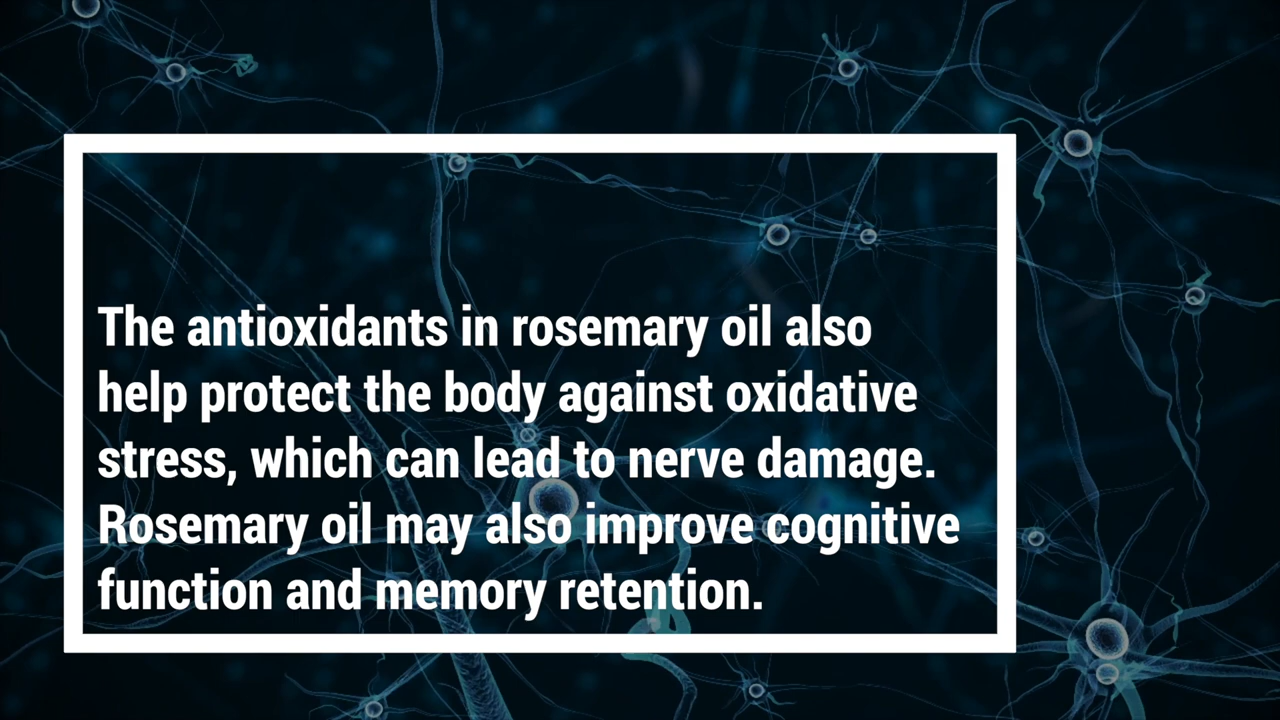 The antioxidants in rosemary oil also
help protect the body against oxidative
stress, which can lead to nerve damage.
Rosemary oil may also improve cognitive
function and memory retention.